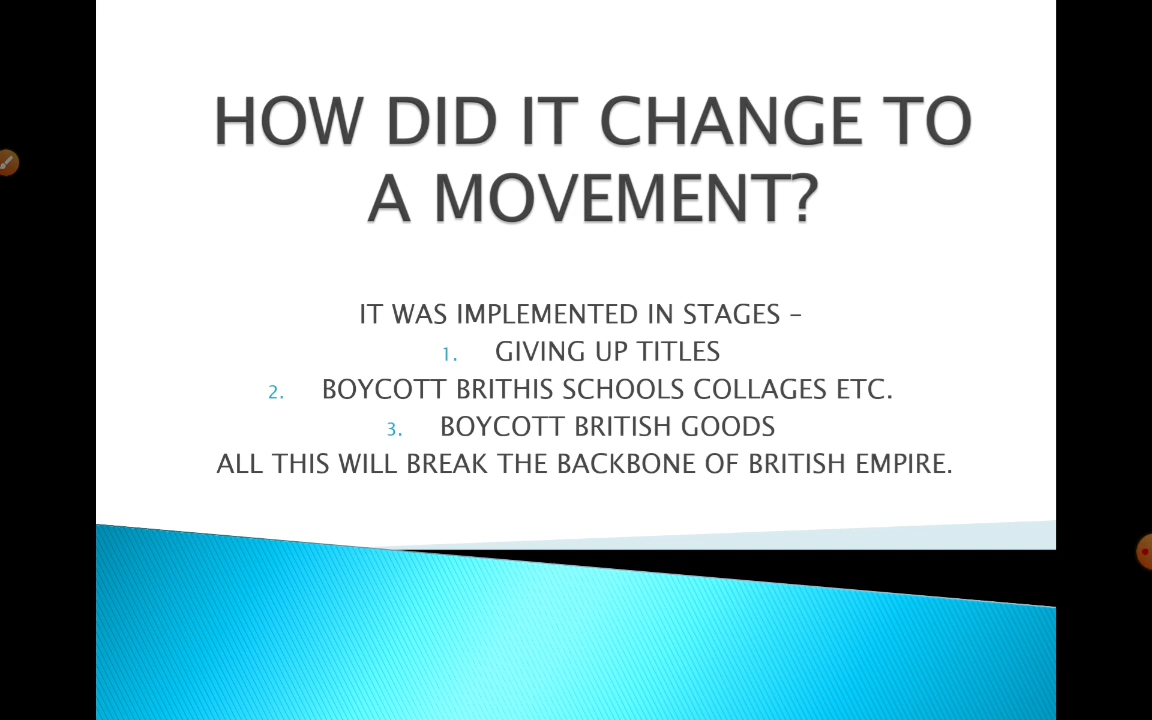 HOW DID IT CHANGE TO
A MOVEMENT?
IT WAS IMPLEMENTED IN STAGES –
1. GIVING UP TITLES
2. BOYCOTT BRITHIS SCHOOLS COLLAGES ETC.
3. BOYCOTT BRITISH GOODS
ALL THIS WILL BREAK THE BACKBONE OF BRITISH EMPIRE.